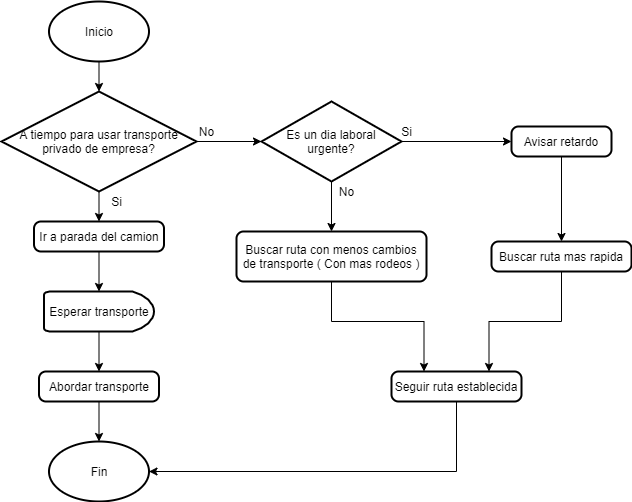 Inicio
A tiempo para usar transporte
privado de empresa?
No
Es un dia laboral
urgente?
Si
Avisar retardo
Si
No
Ir a parada del camion
Buscar ruta con menos cambios
de transporte ( Con mas rodeos )
Buscar ruta mas rapida
Esperar transporte
Abordar transporte
Seguir ruta establecida
Fin